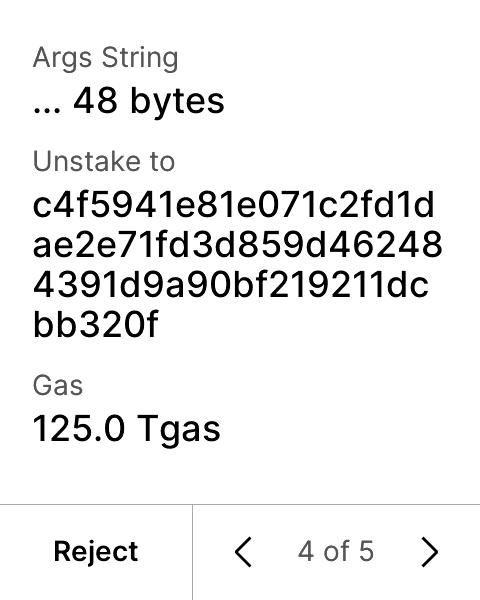 Args String
... 48 bytes
Unstake to
c4f5941e81e071c2fd1d
ae2e71fd3d859d46248
4391d9a90bf219211dc
bb320f
Gas
125.0 Tgas
Reject
4 of 5